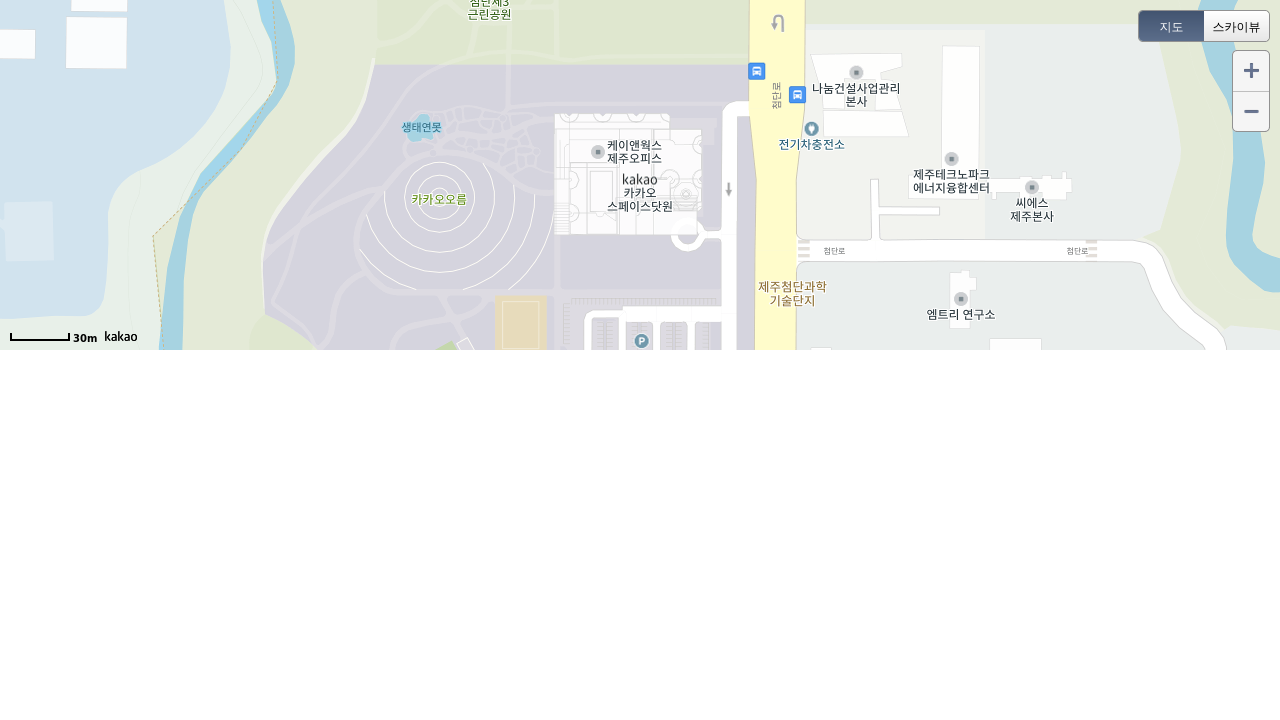 첨단제3
근린공원
지도
스카이뷰
첨단로
나눔건설사업관리
본사
생태연못
전기차충전소
케이앤웍스
제주오피스
kakao
카카오
스페이스닷원
제주테크노파크
에너지융합센터
씨에스
제주본사
카카오오름
첨단로
첨단로
제주첨단과학
기술단지
엠트리 연구소
P
30m kakao